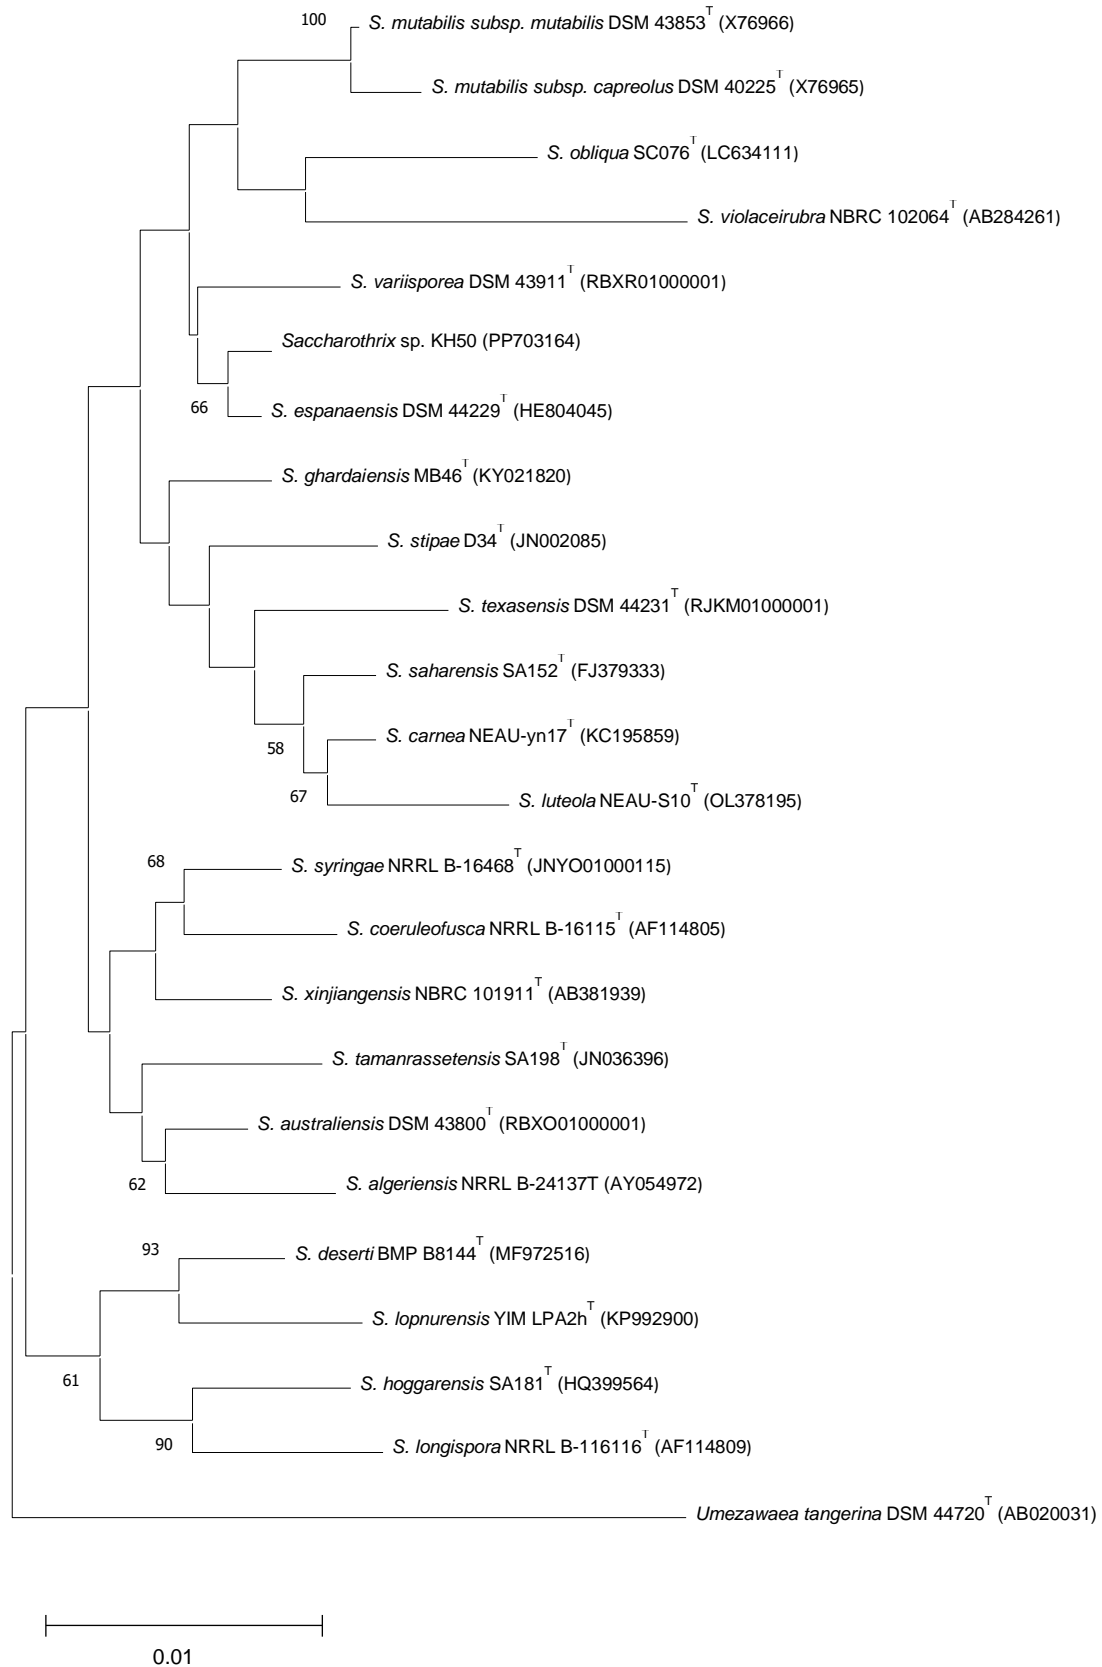 100
S. mutabilis subsp. mutabilis DSM 43853T (X76966)
S. mutabilis subsp. capreolus DSM 40225T (X76965)
S. obliqua SC076T (LC634111)
S. violaceirubra NBRC 102064T (AB284261)
S. variisporea DSM 43911T (RBXR01000001)
Saccharothrix sp. KH50 (PP703164)
66
S. espanaensis DSM 44229T (HE804045)
S. ghardaiensis MB46T (KY021820)
S. stipae D34T (JN002085)
S. texasensis DSM 44231T (RJKM01000001)
S. saharensis SA152T (FJ379333)
58
S. carnea NEAU-yn17T (KC195859)
67
S. luteola NEAU-S10T (OL378195)
68
S. syringae NRRL B-16468T (JNYO01000115)
S. coeruleofusca NRRL B-16115T (AF114805)
S. xinjiangensis NBRC 101911T (AB381939)
S. tamanrassetensis SA198T (JN036396)
S. australiensis DSM 43800T (RBXO01000001)
62
S. algeriensis NRRL B-24137T (AY054972)
93
S. deserti BMP B8144T (MF972516)
S. lopnurensis YIM LPA2hT (KP992900)
61
S. hoggarensis SA181T (HQ399564)
90
S. longispora NRRL B-116116T (AF114809)
Umezawaea tangerina DSM 44720T (AB020031)
0.01